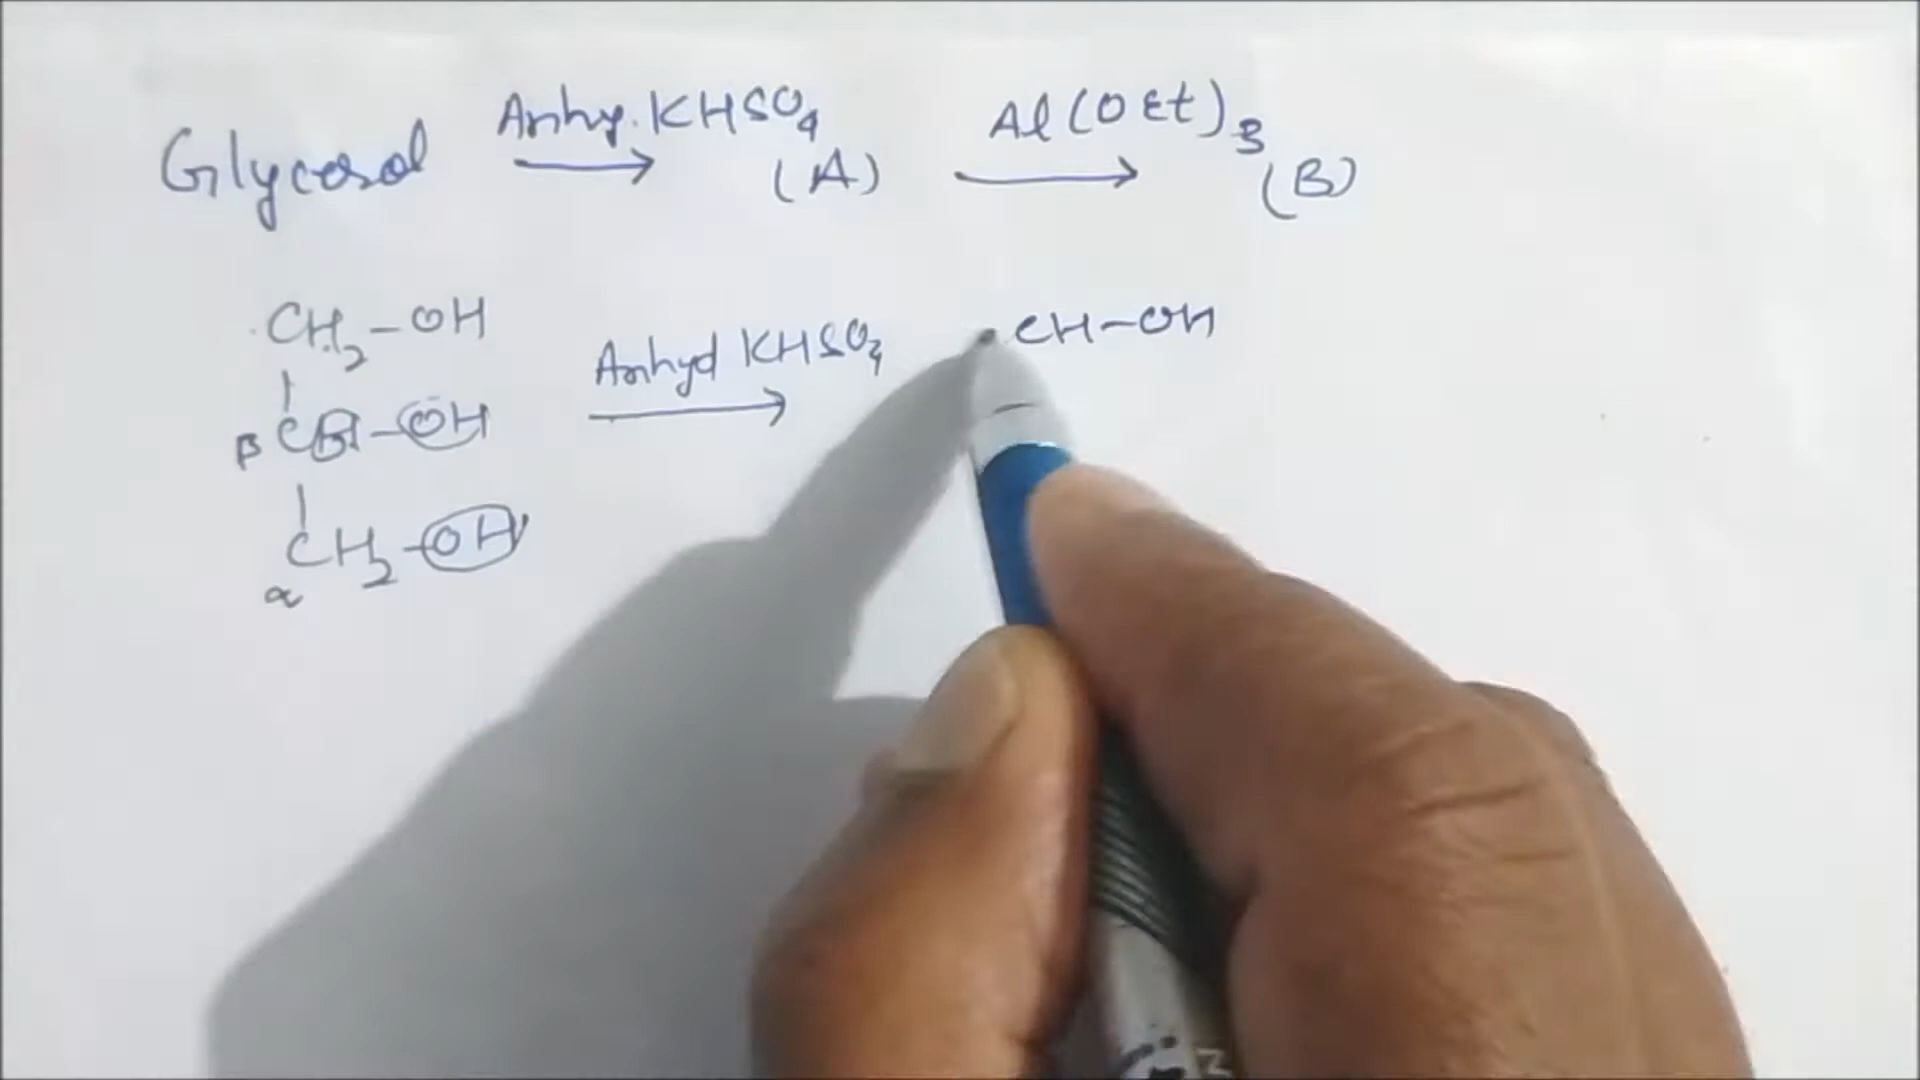 Glycerol Anhy. KHSO4 (A) Al(OEt)3 (B)
CH2-OH
Anhyd KHSO4 CH-OH
β CH-OH
CH2-OH
α